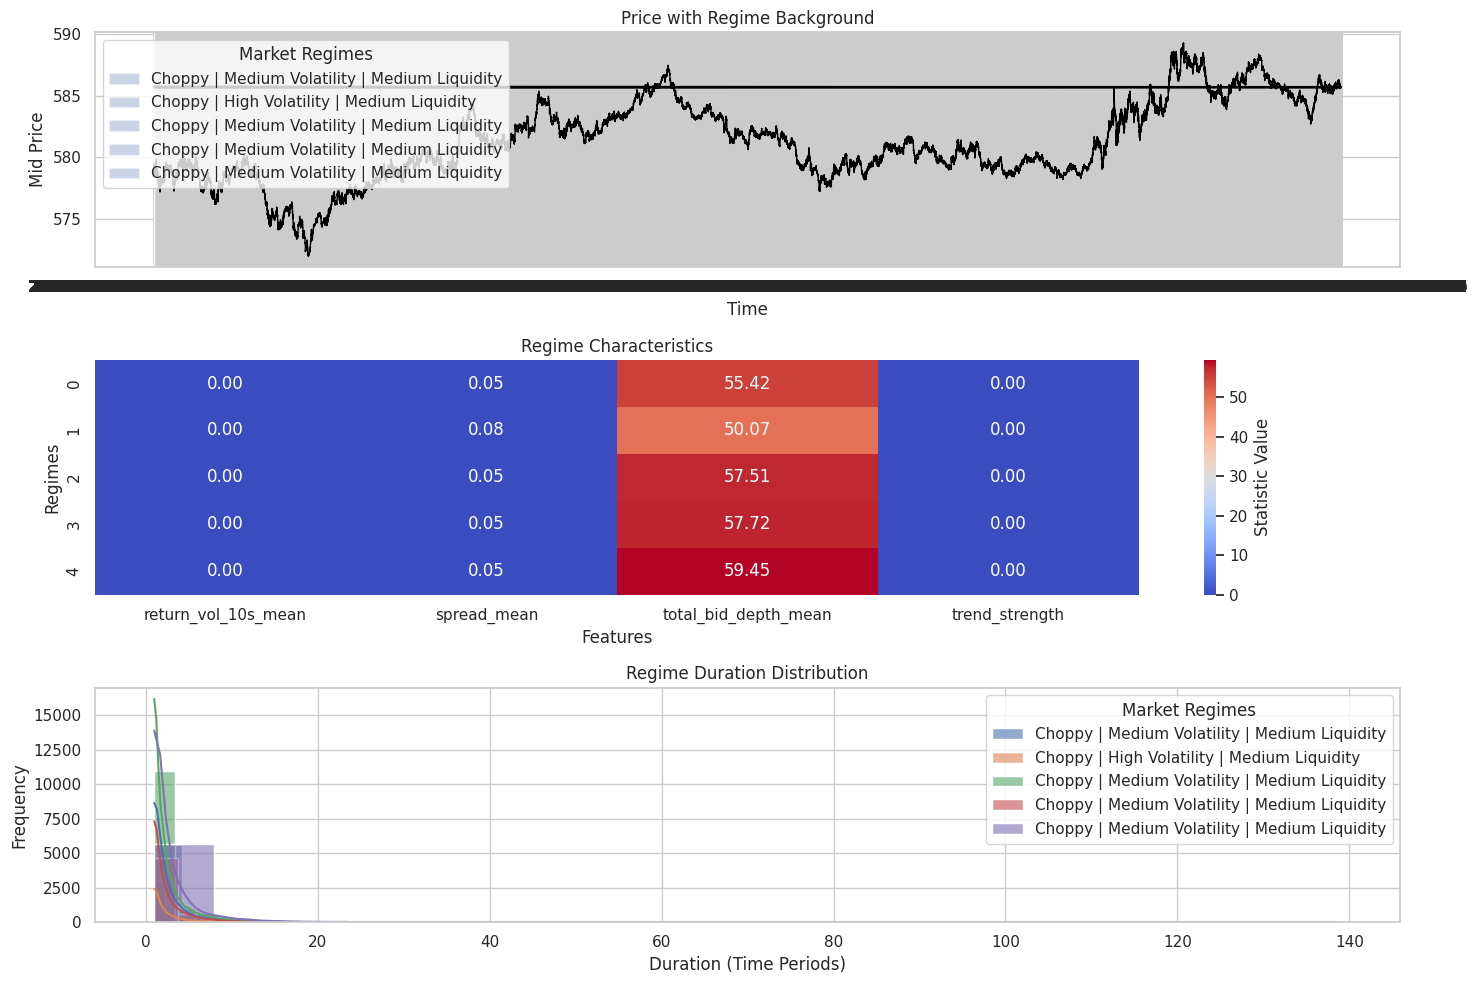 Price with Regime Background
Mid Price
590
585
580
575
Market Regimes
Choppy | Medium Volatility | Medium Liquidity
Choppy | High Volatility | Medium Liquidity
Choppy | Medium Volatility | Medium Liquidity
Choppy | Medium Volatility | Medium Liquidity
Choppy | Medium Volatility | Medium Liquidity
Time
Regime Characteristics
Regimes
0 0.00 0.05 55.42 0.00
1 0.00 0.08 50.07 0.00
2 0.00 0.05 57.51 0.00
3 0.00 0.05 57.72 0.00
4 0.00 0.05 59.45 0.00
return_vol_10s_mean spread_mean total_bid_depth_mean trend_strength
Features
50
40
30
20
10
0
Statistic Value
Regime Duration Distribution
Frequency
15000
12500
10000
7500
5000
2500
0
Market Regimes
Choppy | Medium Volatility | Medium Liquidity
Choppy | High Volatility | Medium Liquidity
Choppy | Medium Volatility | Medium Liquidity
Choppy | Medium Volatility | Medium Liquidity
Choppy | Medium Volatility | Medium Liquidity
0 20 40 60 80 100 120 140
Duration (Time Periods)